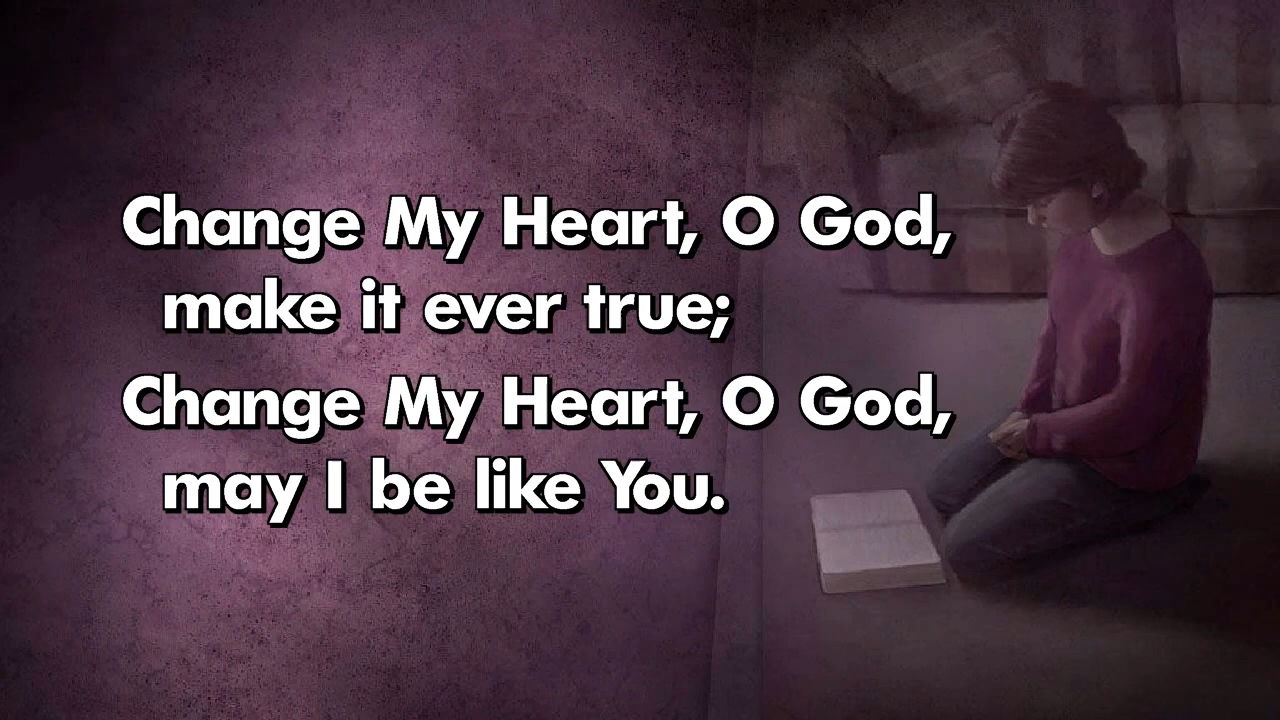 Change My Heart, O God,
make it ever true;
Change My Heart, O God,
may I be like You.